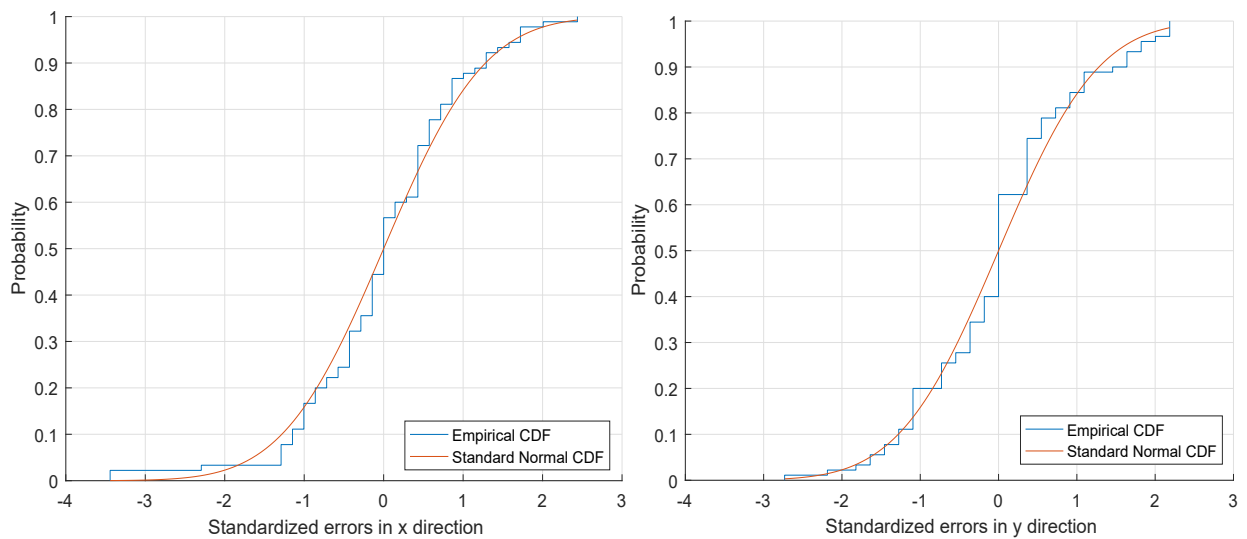 1
0.9
0.8
0.7
0.6
0.5
0.4
0.3
0.2
0.1
0
Probability
-4 -3 -2 -1 0 1 2 3
Standardized errors in x direction
Empirical CDF
Standard Normal CDF
1
0.9
0.8
0.7
0.6
0.5
0.4
0.3
0.2
0.1
0
Probability
-4 -3 -2 -1 0 1 2 3
Standardized errors in y direction
Empirical CDF
Standard Normal CDF